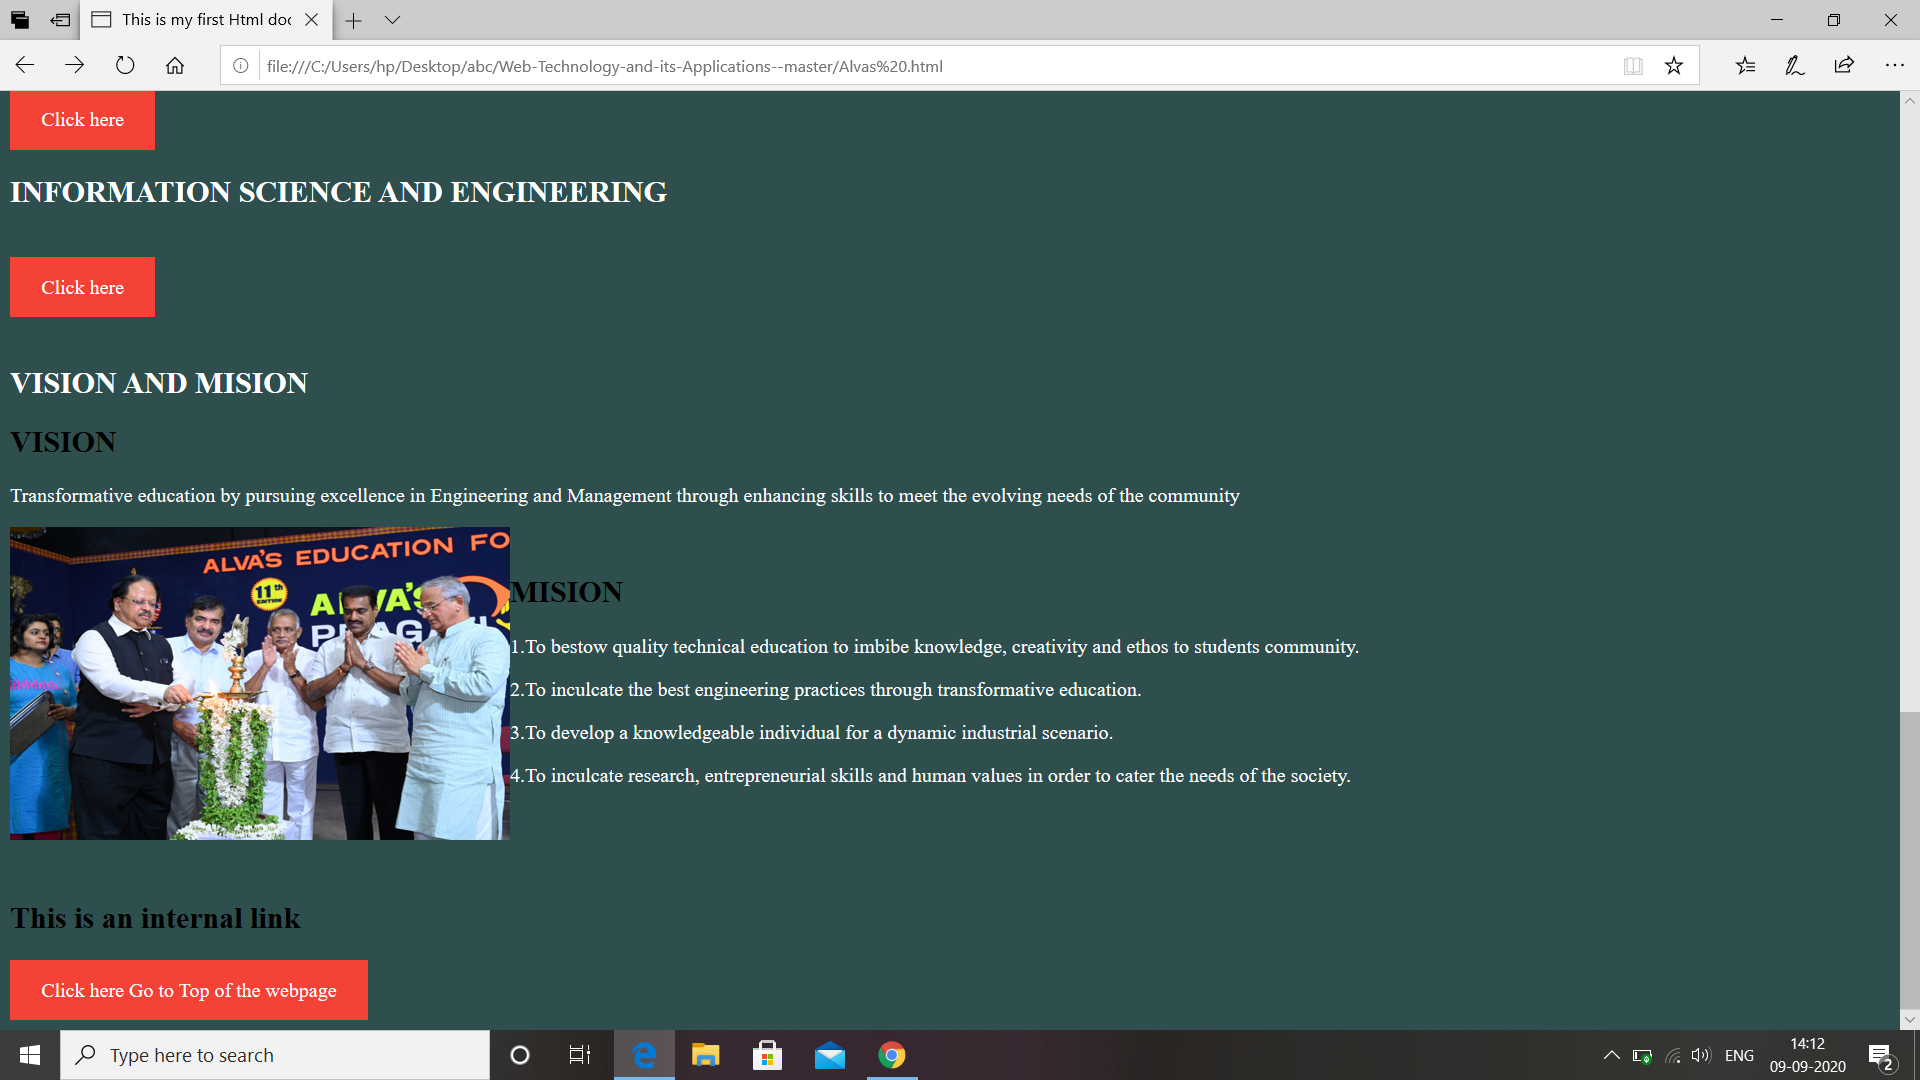 This is my first Html doc
file:///C:/Users/hp/Desktop/abc/Web-Technology-and-its-Applications--master/Alvas%20.html
Click here
INFORMATION SCIENCE AND ENGINEERING
Click here
VISION AND MISION
VISION
Transformative education by pursuing excellence in Engineering and Management through enhancing skills to meet the evolving needs of the community
ALVA'S EDUCATION FO
11th
EDITION
ALVA'S
PRAGATI
MISION
1.To bestow quality technical education to imbibe knowledge, creativity and ethos to students community.
2.To inculcate the best engineering practices through transformative education.
3.To develop a knowledgeable individual for a dynamic industrial scenario.
4.To inculcate research, entrepreneurial skills and human values in order to cater the needs of the society.
This is an internal link
Click here Go to Top of the webpage
Type here to search
ENG
14:12
09-09-2020
2